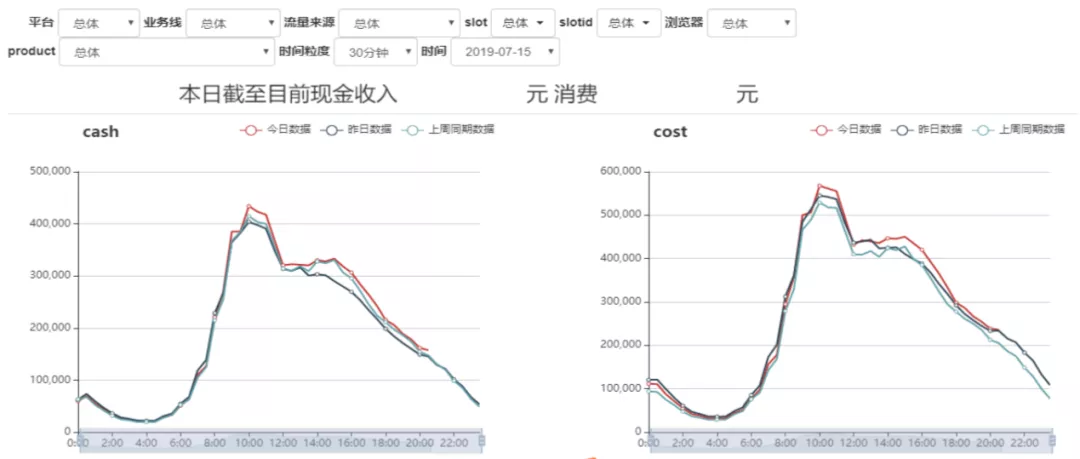 平台 总体 业务线 总体 流量来源 总体 slot 总体 slotid 总体 浏览器 总体
product 总体 时间粒度 30分钟 时间 2019-07-15
本日截至目前现金收入 元 消费 元
cash 今日数据 昨日数据 上周同期数据
500,000
400,000
300,000
200,000
100,000
0
0:00 2:00 4:00 6:00 8:00 10:00 12:00 14:00 16:00 18:00 20:00 22:00
cost 今日数据 昨日数据 上周同期数据
600,000
500,000
400,000
300,000
200,000
100,000
0
0:00 2:00 4:00 6:00 8:00 10:00 12:00 14:00 16:00 18:00 20:00 22:00